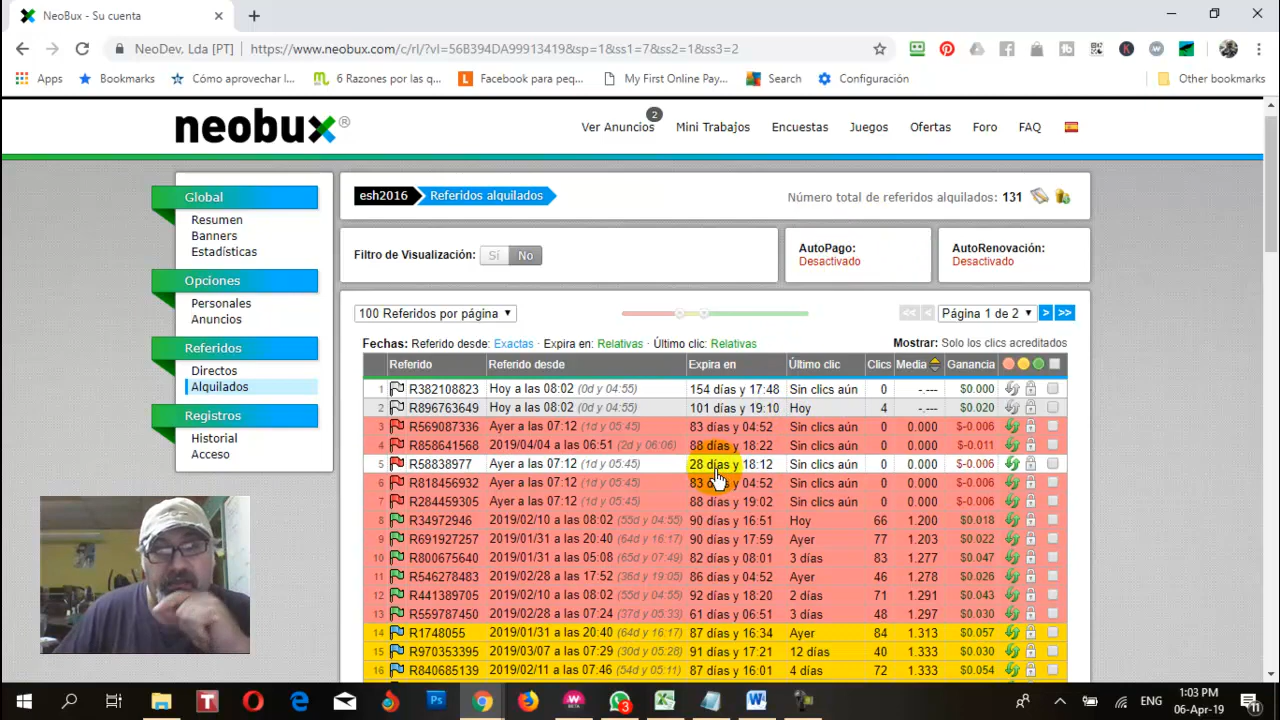 NeoBux - Su cuenta
NeoDev, Lda [PT] https://www.neobux.com/c/rl/?vl=56B394DA99913419&sp=1&ss1=7&ss2=1&ss3=2
Apps Bookmarks Cómo aprovechar l... 6 Razones por las q... Facebook para peq... My First Online Pay... Search Configuración Other bookmarks
neobux®
2
Ver Anuncios Mini Trabajos Encuestas Juegos Ofertas Foro FAQ
Global
Resumen
Banners
Estadísticas
Opciones
Personales
Anuncios
Referidos
Directos
Alquilados
Registros
Historial
Acceso
esh2016 Referidos alquilados Número total de referidos alquilados: 131
Filtro de Visualización: Sí No
AutoPago:
Desactivado
AutoRenovación:
Desactivado
100 Referidos por página << < Página 1 de 2 > >>
Fechas: Referido desde: Exactas · Expira en: Relativas · Último clic: Relativas Mostrar: Solo los clics acreditados
Referido Referido desde Expira en Último clic Clics Media Ganancia
1 R382108823 Hoy a las 08:02 (0d y 04:55) 154 días y 17:48 Sin clics aún 0 -.--- $0.000
2 R896763649 Hoy a las 08:02 (0d y 04:55) 101 días y 19:10 Hoy 4 -.--- $0.020
3 R569087336 Ayer a las 07:12 (1d y 05:45) 83 días y 04:52 Sin clics aún 0 0.000 $-0.006
4 R858641568 2019/04/04 a las 06:51 (2d y 06:06) 88 días y 18:22 Sin clics aún 0 0.000 $-0.011
5 R58838977 Ayer a las 07:12 (1d y 05:45) 28 días y 18:12 Sin clics aún 0 0.000 $-0.006
6 R818456932 Ayer a las 07:12 (1d y 05:45) 83 días y 04:52 Sin clics aún 0 0.000 $-0.006
7 R284459305 Ayer a las 07:12 (1d y 05:45) 88 días y 19:02 Sin clics aún 0 0.000 $-0.006
8 R34972946 2019/02/10 a las 08:02 (55d y 04:55) 90 días y 16:51 Hoy 66 1.200 $0.018
9 R691927257 2019/01/31 a las 20:40 (64d y 16:17) 90 días y 17:59 Ayer 77 1.203 $0.022
10 R800675640 2019/01/31 a las 05:08 (65d y 07:49) 82 días y 08:01 3 días 83 1.277 $0.047
11 R546278483 2019/02/28 a las 17:52 (36d y 19:05) 86 días y 04:52 Ayer 46 1.278 $0.026
12 R441389705 2019/02/10 a las 08:02 (55d y 04:55) 92 días y 18:20 2 días 71 1.291 $0.043
13 R559787450 2019/02/28 a las 07:24 (37d y 05:33) 61 días y 06:51 3 días 48 1.297 $0.030
14 R1748055 2019/01/31 a las 20:40 (64d y 16:17) 87 días y 16:34 Ayer 84 1.313 $0.057
15 R970353395 2019/03/07 a las 07:29 (30d y 05:28) 91 días y 17:21 12 días 40 1.333 $0.030
16 R840685139 2019/02/11 a las 07:46 (54d y 05:11) 87 días y 16:01 4 días 72 1.333 $0.054
ENG 1:03 PM
06-Apr-19